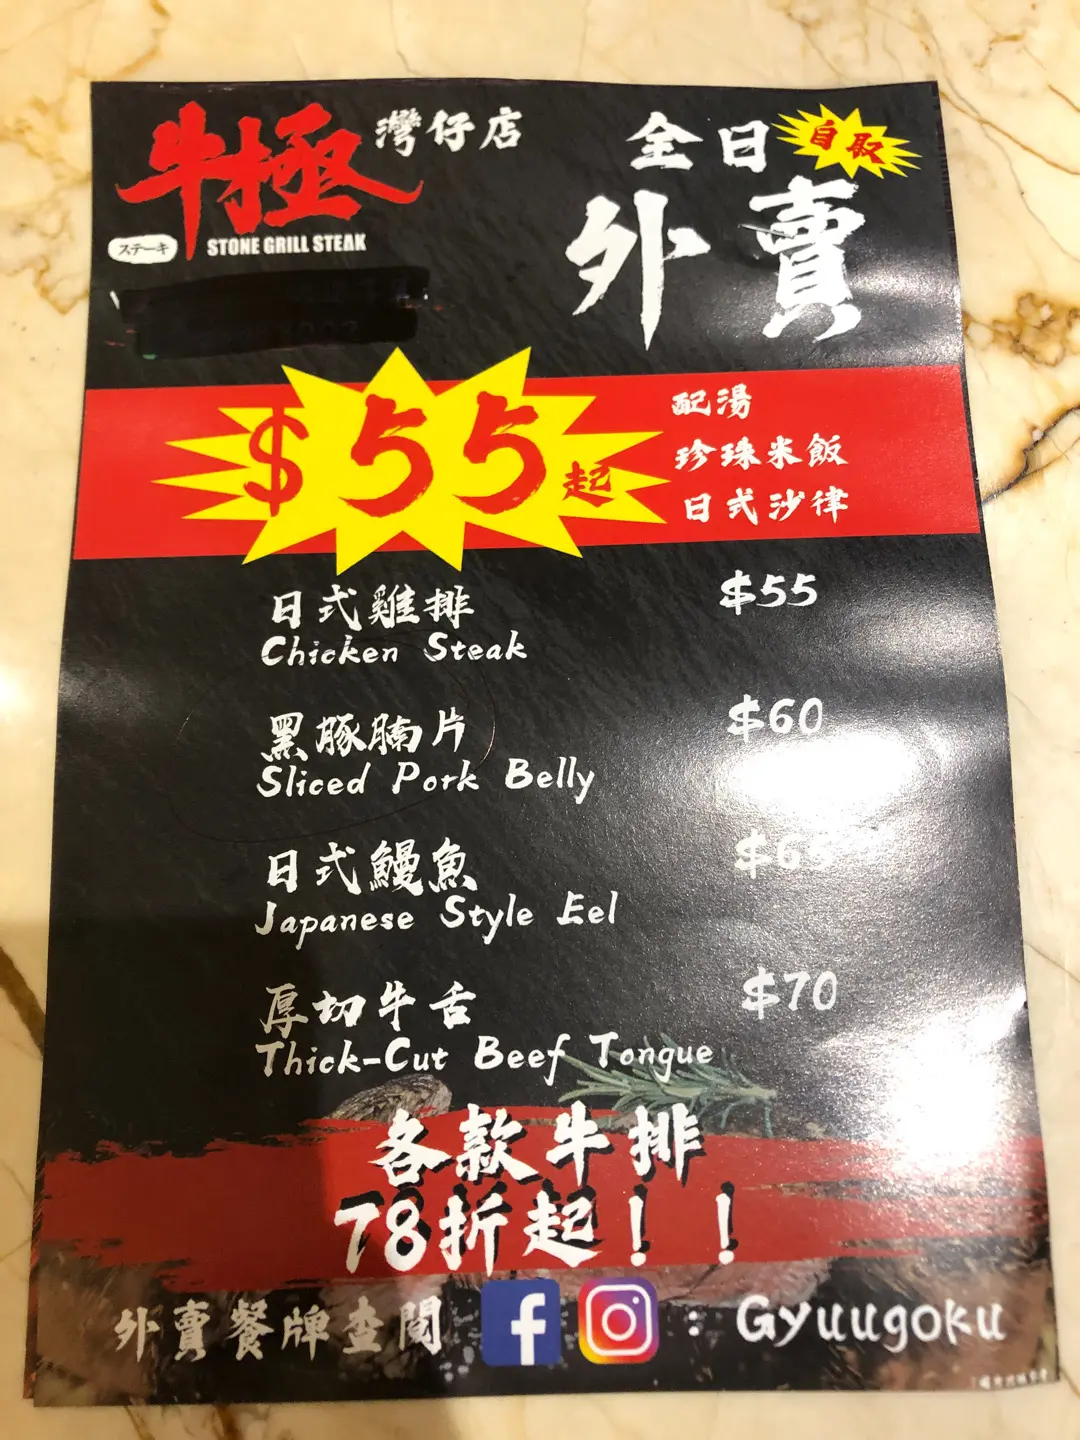 牛極 灣仔店
ステーキ STONE GRILL STEAK
全日 自取
外賣
$55起
配湯
珍珠米飯
日式沙律
日式雞排 $55
Chicken Steak
黑豚腩片 $60
Sliced Pork Belly
日式鰻魚 $65
Japanese Style Eel
厚切牛舌 $70
Thick-Cut Beef Tongue
各款牛排
78折起！！
外賣餐牌查閱 f : Gyuugoku